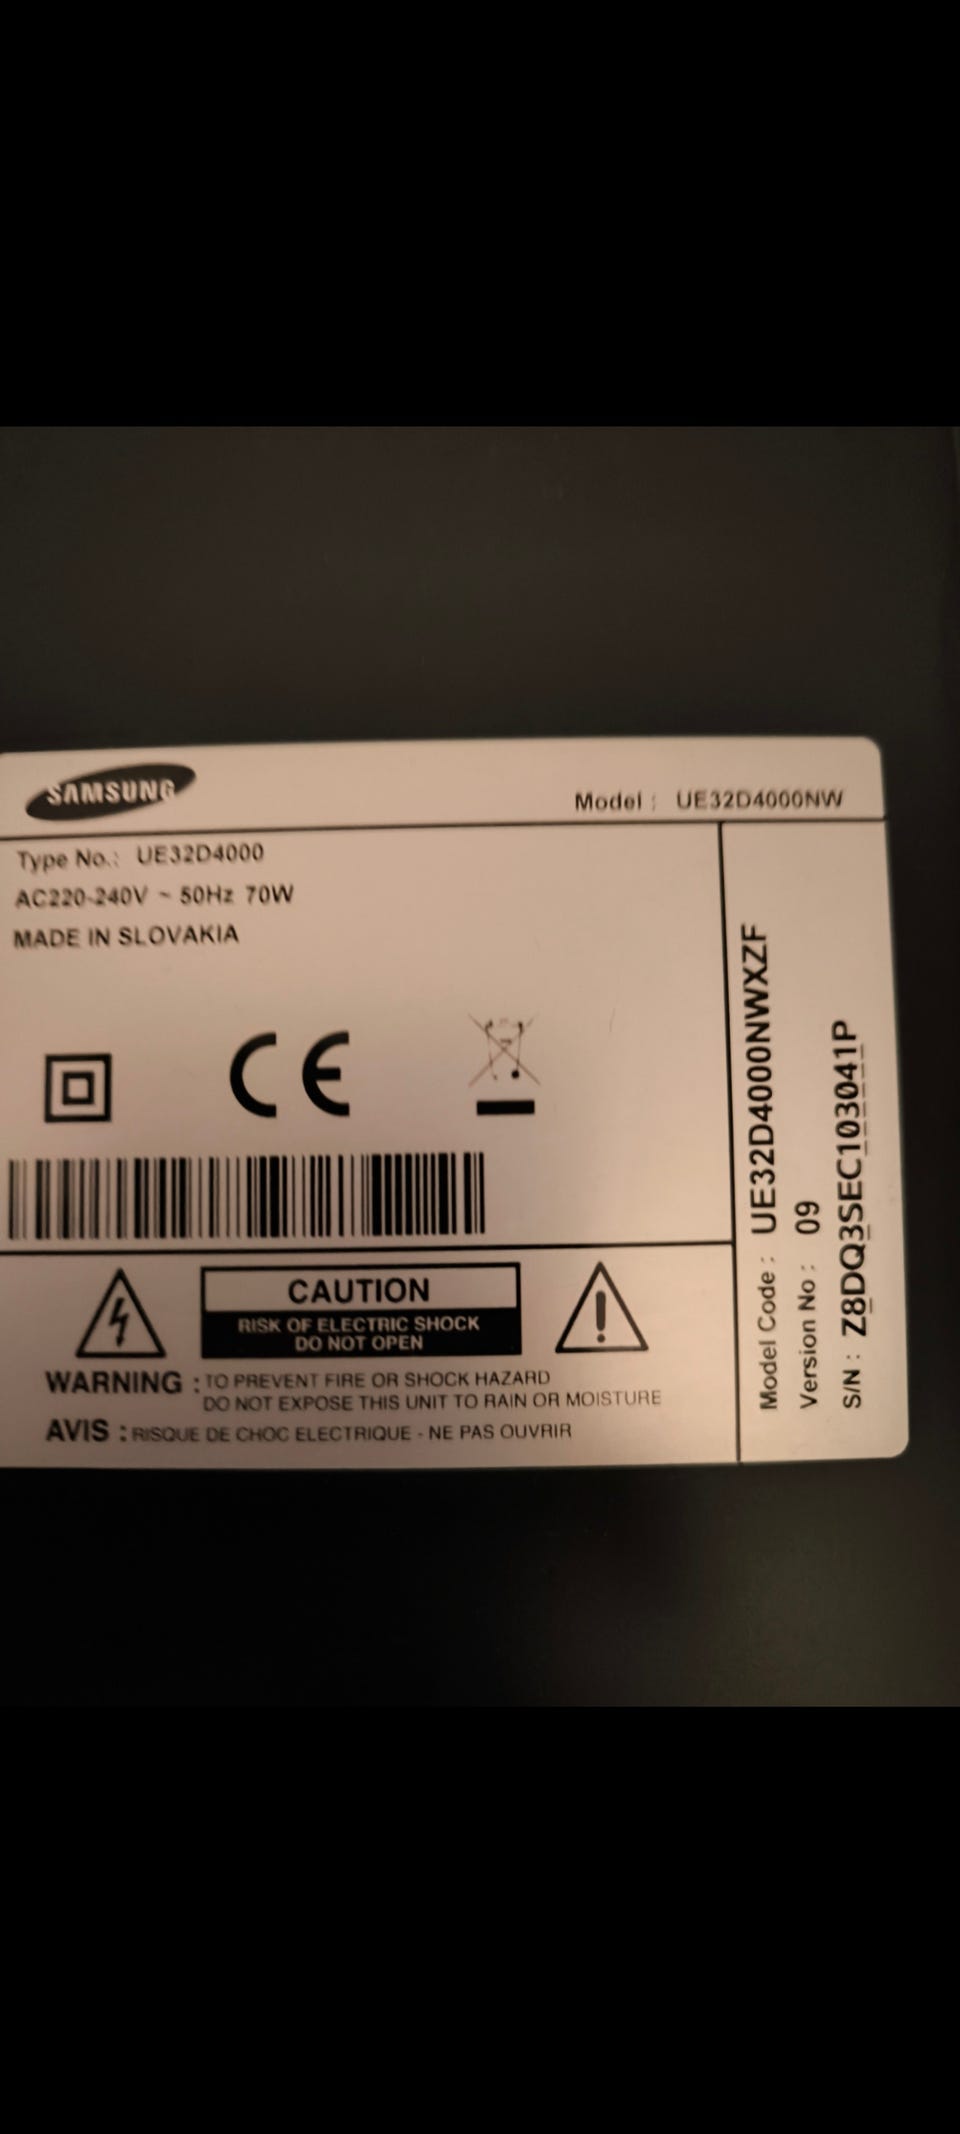 SAMSUNG
Model : UE32D4000NW
Type No.: UE32D4000
AC220-240V ~ 50Hz 70W
MADE IN SLOVAKIA
CE
CAUTION
RISK OF ELECTRIC SHOCK
DO NOT OPEN
WARNING : TO PREVENT FIRE OR SHOCK HAZARD
DO NOT EXPOSE THIS UNIT TO RAIN OR MOISTURE
AVIS : RISQUE DE CHOC ELECTRIQUE - NE PAS OUVRIR
Model Code : UE32D4000NWXZF
Version No : 09
S/N : Z8DQ3SEC103041P